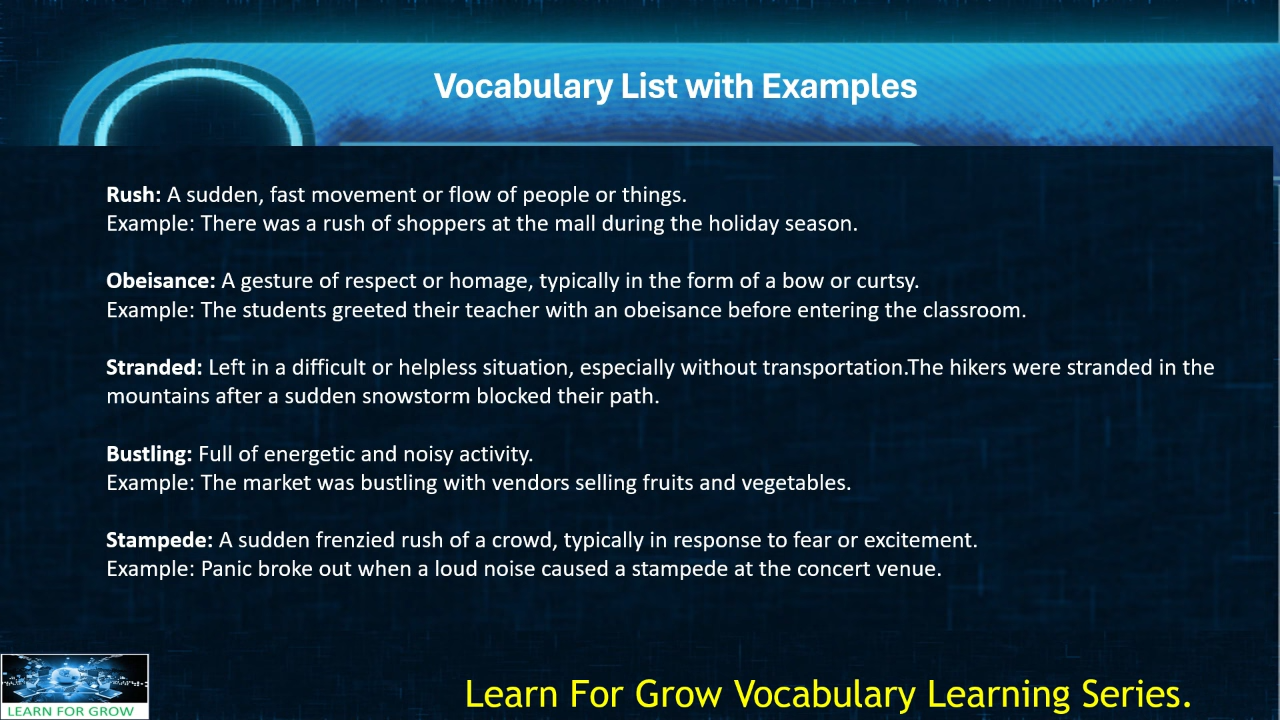 Vocabulary List with Examples
Rush: A sudden, fast movement or flow of people or things.
Example: There was a rush of shoppers at the mall during the holiday season.
Obeisance: A gesture of respect or homage, typically in the form of a bow or curtsy.
Example: The students greeted their teacher with an obeisance before entering the classroom.
Stranded: Left in a difficult or helpless situation, especially without transportation.The hikers were stranded in the
mountains after a sudden snowstorm blocked their path.
Bustling: Full of energetic and noisy activity.
Example: The market was bustling with vendors selling fruits and vegetables.
Stampede: A sudden frenzied rush of a crowd, typically in response to fear or excitement.
Example: Panic broke out when a loud noise caused a stampede at the concert venue.
LEARN FOR GROW
Learn For Grow Vocabulary Learning Series.